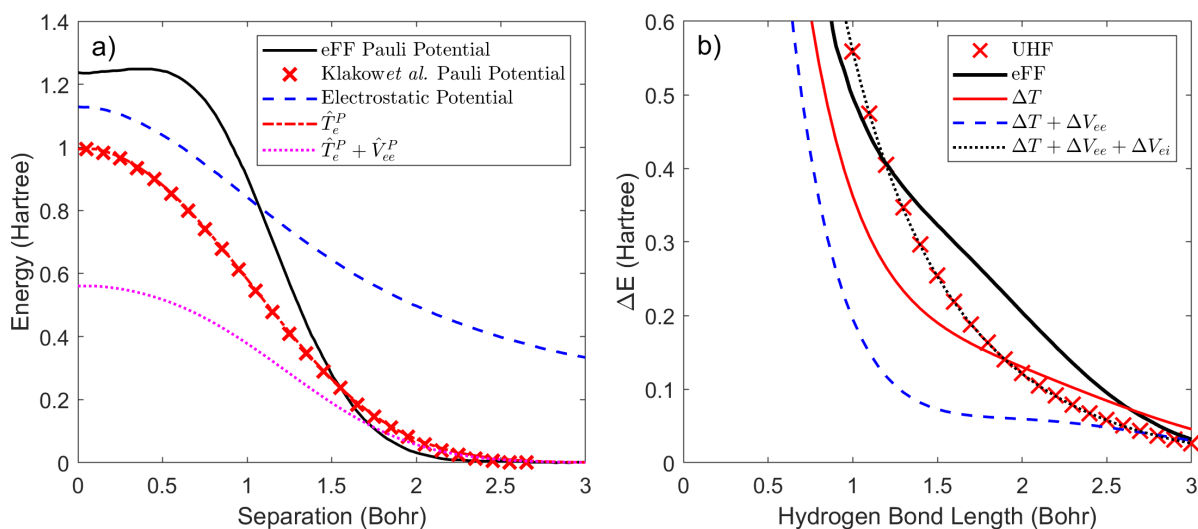 a)
1.4
1.2
1
0.8
0.6
0.4
0.2
0
Energy (Hartree)
eFF Pauli Potential
Klakowet al. Pauli Potential
Electrostatic Potential
T̂ₑᴾ
T̂ₑᴾ + V̂ₑₑᴾ
0 0.5 1 1.5 2 2.5 3
Separation (Bohr)
b)
0.6
0.5
0.4
0.3
0.2
0.1
0
ΔE (Hartree)
UHF
eFF
ΔT
ΔT + ΔVₑₑ
ΔT + ΔVₑₑ + ΔVₑᵢ
0 0.5 1 1.5 2 2.5 3
Hydrogen Bond Length (Bohr)